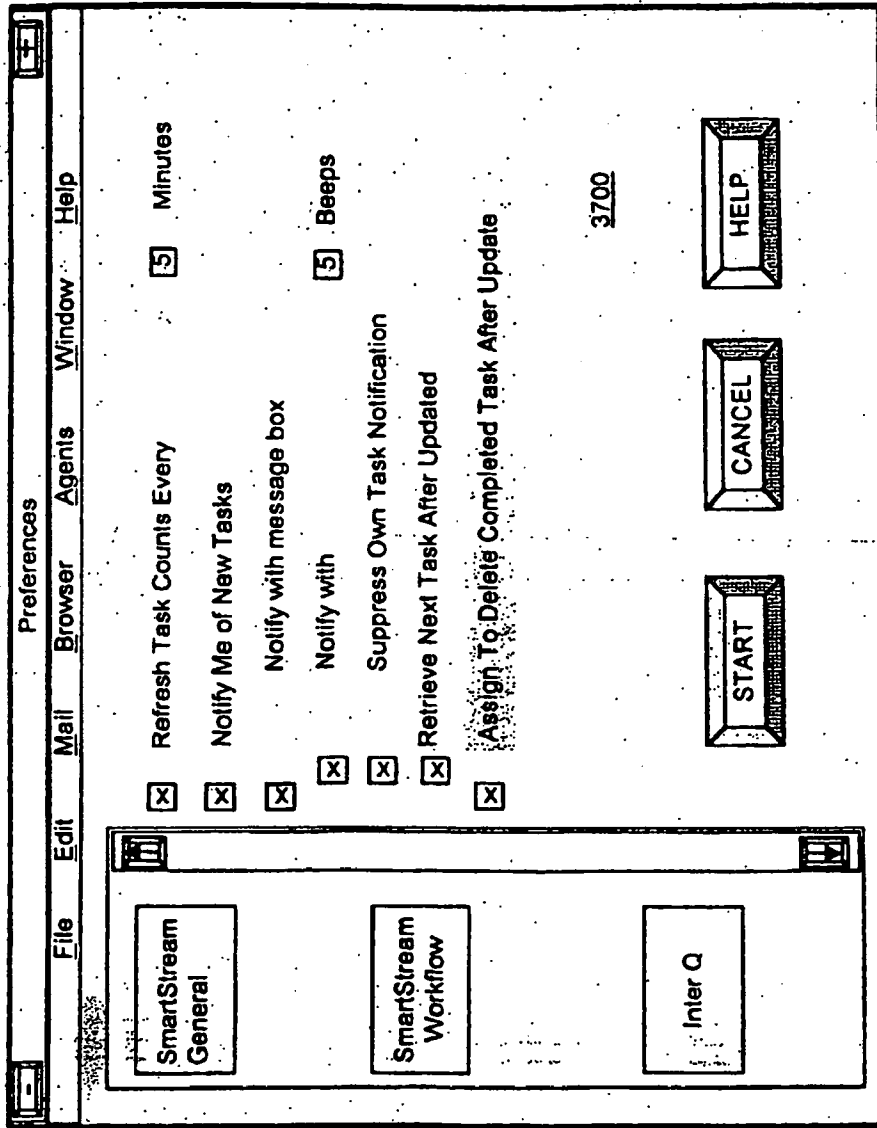 Preferences
File Edit Mail Browser Agents Window Help
SmartStream
General
SmartStream
Workflow
Inter Q
X Refresh Task Counts Every 5 Minutes
X Notify Me of New Tasks
X Notify with message box
X Notify with 5 Beeps
X Suppress Own Task Notification
X Retrieve Next Task After Updated
X Assign To Delete Completed Task After Update
3700
START CANCEL HELP